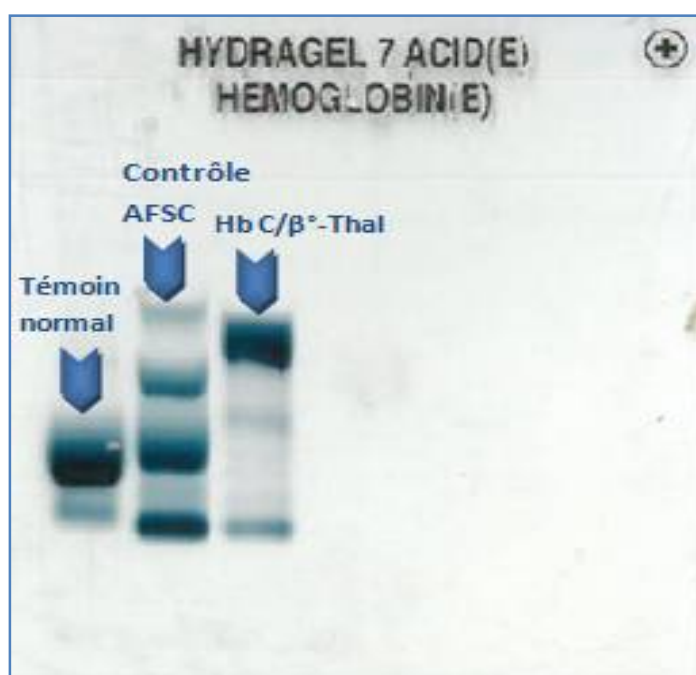 HYDRAGEL 7 ACID(E)
HEMOGLOBIN(E)
+
Contrôle
AFSC
Hb C/β°-Thal
Témoin
normal